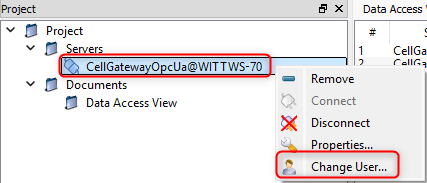 Project
Data Access View
Project
#
S
Servers
1
CellGa
CellGatewayOpcUa@WITTWS-70
2
Documents
Data Access View
Remove
Connect
Disconnect
Properties...
Change User...